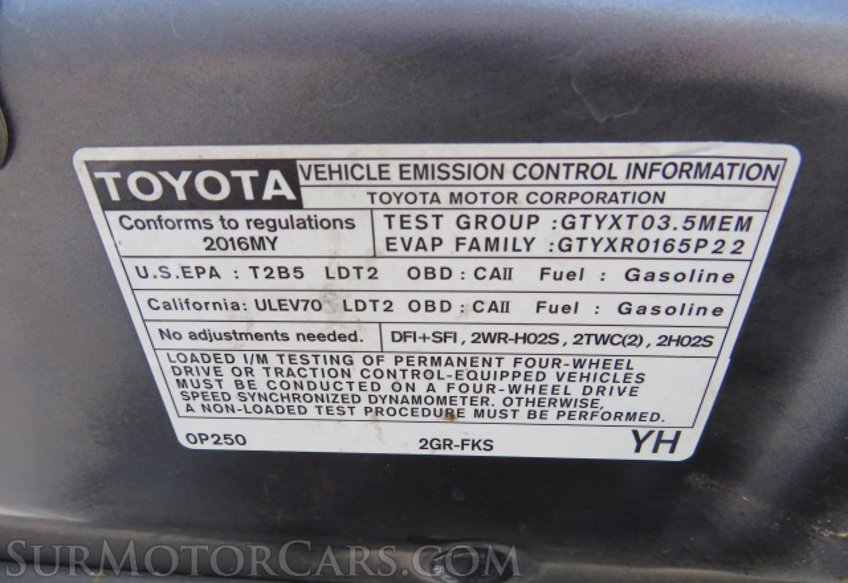 TOYOTA
VEHICLE EMISSION CONTROL INFORMATION
TOYOTA MOTOR CORPORATION
Conforms to regulations
2016MY
TEST GROUP :GTYXT03.5MEM
EVAP FAMILY :GTYXR0165P22
U.S.EPA : T2B5 LDT2 OBD : CAII Fuel : Gasoline
California: ULEV70 LDT2 OBD : CAII Fuel : Gasoline
No adjustments needed.
DFI+SFI , 2WR-HO2S , 2TWC(2) , 2HO2S
LOADED I/M TESTING OF PERMANENT FOUR-WHEEL
DRIVE OR TRACTION CONTROL-EQUIPPED VEHICLES
MUST BE CONDUCTED ON A FOUR-WHEEL DRIVE
SPEED SYNCHRONIZED DYNAMOMETER. OTHERWISE,
A NON-LOADED TEST PROCEDURE MUST BE PERFORMED.
0P250 2GR-FKS YH
SURMOTORCARS.COM